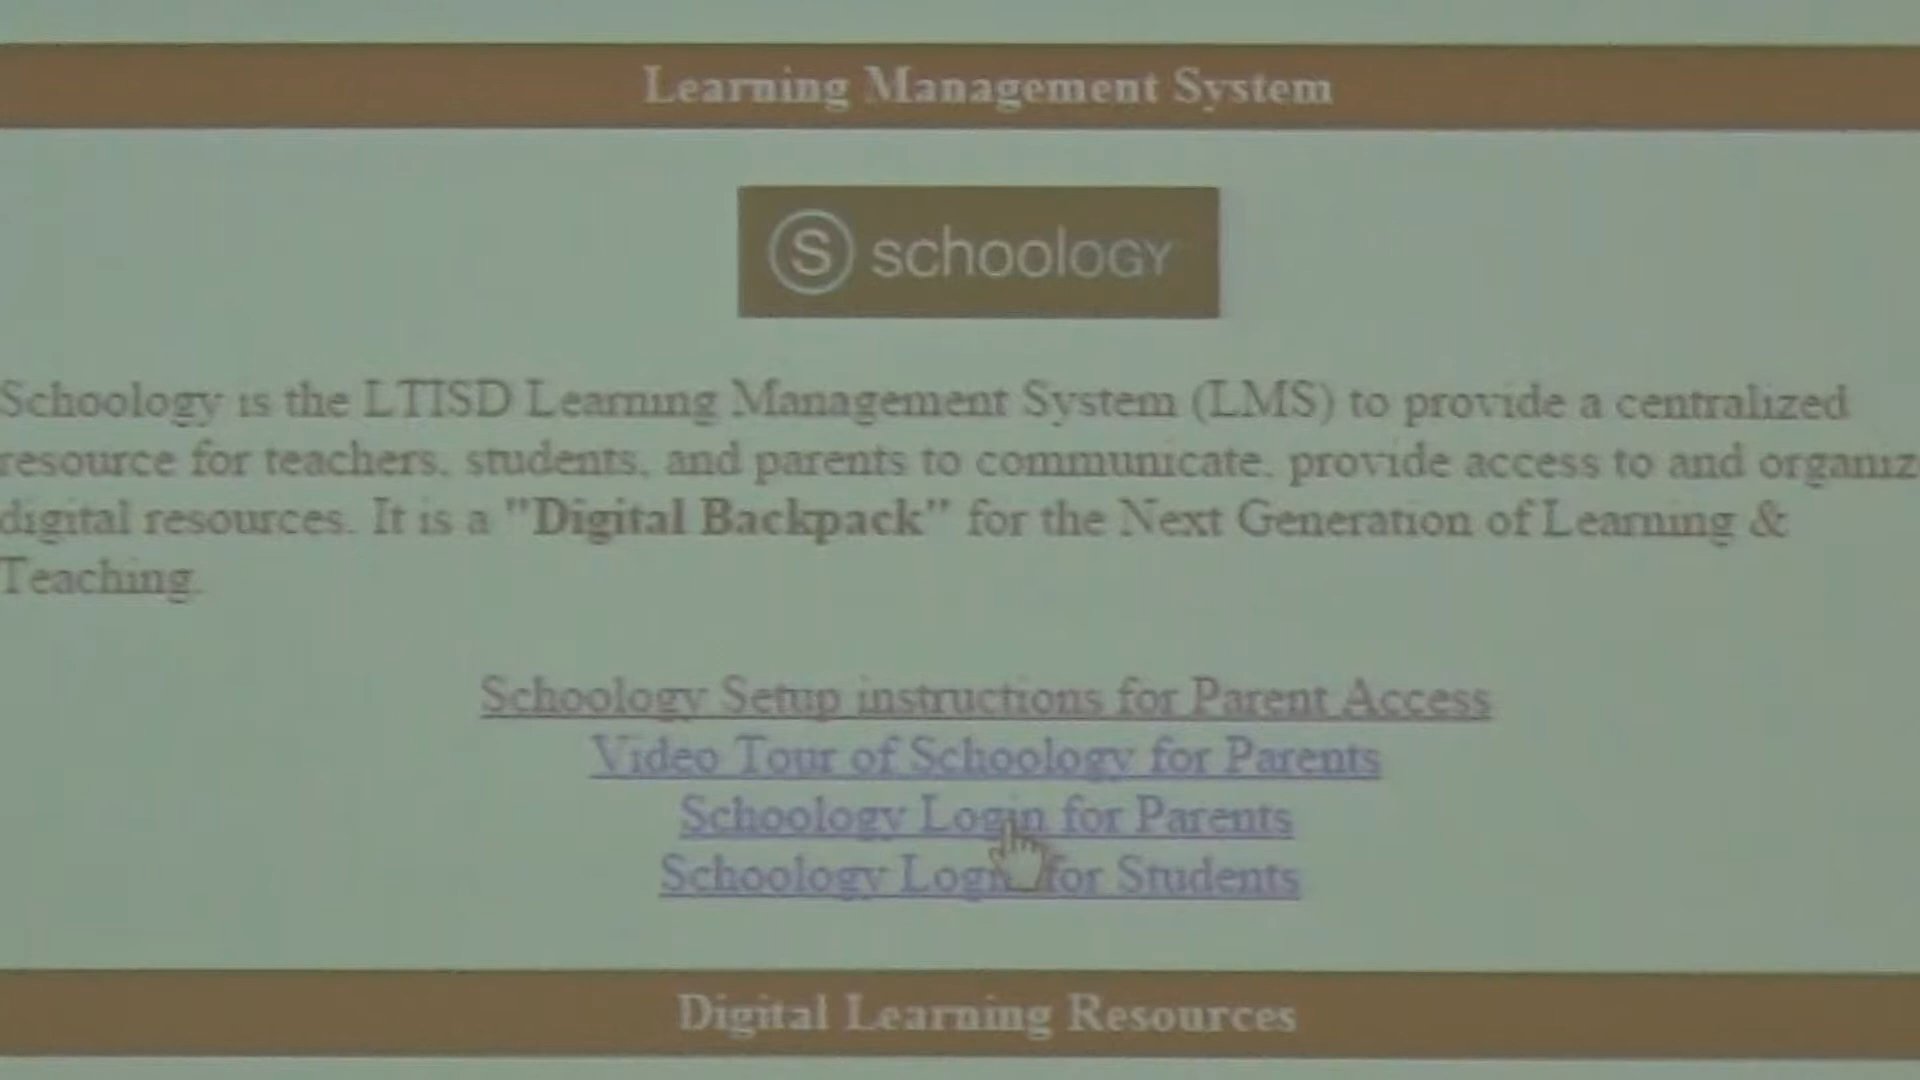 Learning Management System
S schoology
Schoology is the LTISD Learning Management System (LMS) to provide a centralized
resource for teachers, students, and parents to communicate, provide access to and organiz
digital resources. It is a "Digital Backpack" for the Next Generation of Learning &
Teaching.
Schoology Setup instructions for Parent Access
Video Tour of Schoology for Parents
Schoology Login for Parents
Schoology Login for Students
Digital Learning Resources